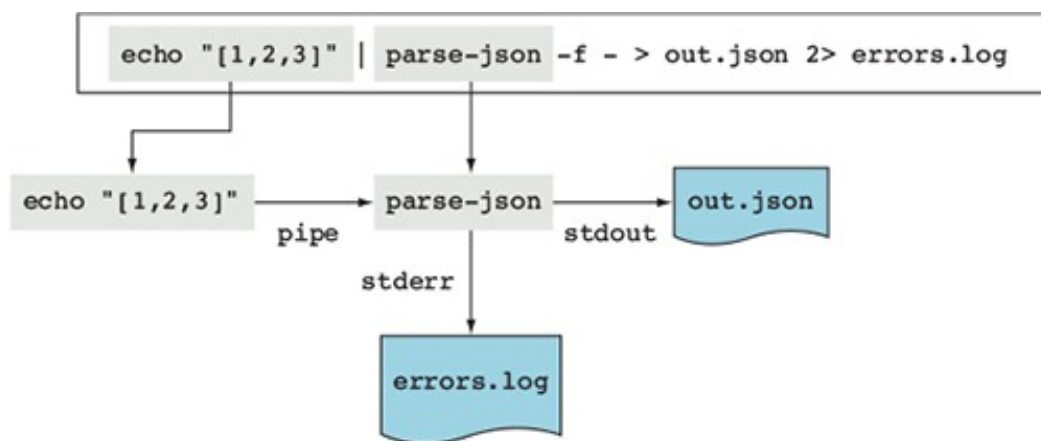 echo "[1,2,3]" | parse-json -f - > out.json 2> errors.log
echo "[1,2,3]" parse-json out.json
pipe stdout
stderr
errors.log